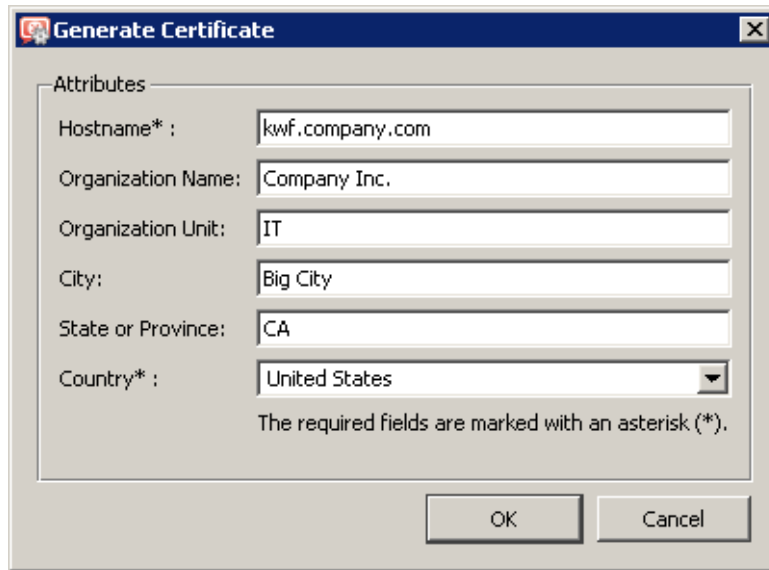 Generate Certificate
Attributes
Hostname* : kwf.company.com
Organization Name: Company Inc.
Organization Unit: IT
City: Big City
State or Province: CA
Country* : United States
The required fields are marked with an asterisk (*).
OK Cancel